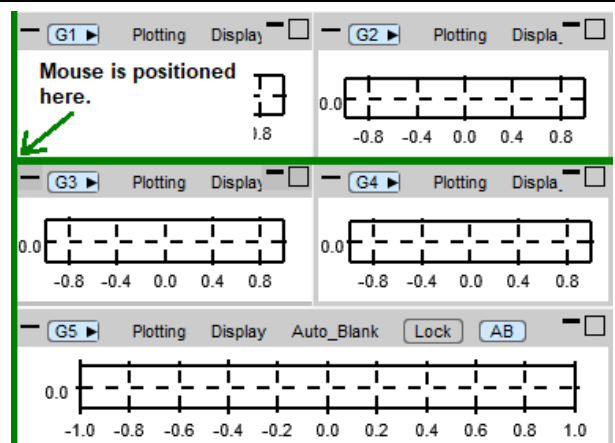 G1 Plotting Display
G2 Plotting Displa
Mouse is positioned
here.
0.0
0.8
-0.8 -0.4 0.0 0.4 0.8
G3 Plotting Display
G4 Plotting Displa
0.0
0.0
-0.8 -0.4 0.0 0.4 0.8
-0.8 -0.4 0.0 0.4 0.8
G5 Plotting Display Auto_Blank Lock AB
0.0
-1.0 -0.8 -0.6 -0.4 -0.2 0.0 0.2 0.4 0.6 0.8 1.0